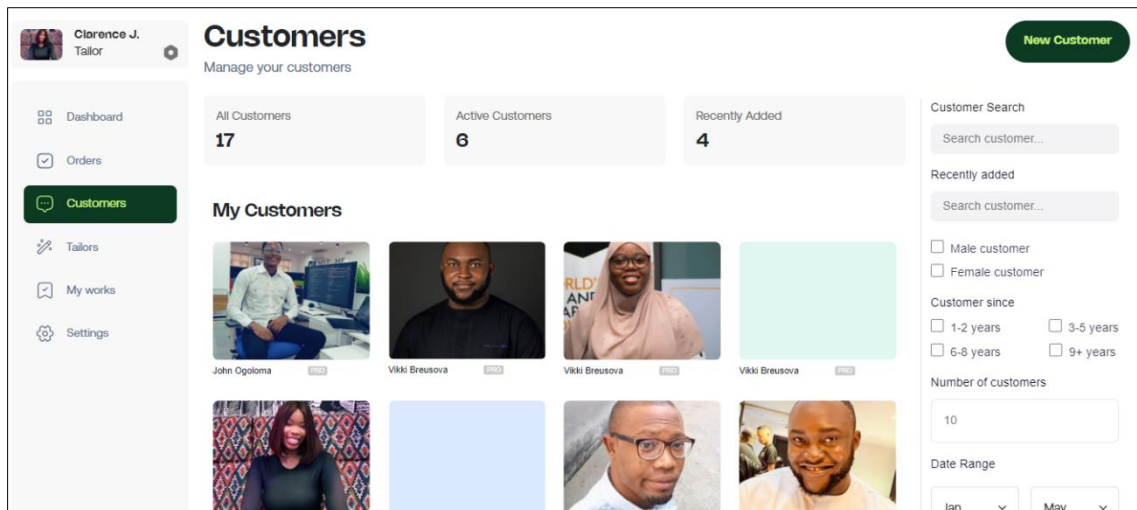 Clarence J.
Tailor
Dashboard
Orders
Customers
Tailors
My works
Settings
Customers
Manage your customers
New Customer
All Customers
17
Active Customers
6
Recently Added
4
My Customers
John Ogoloma PRO
Vikki Breusova PRO
Vikki Breusova PRO
Vikki Breusova PRO
Customer Search
Search customer...
Recently added
Search customer...
Male customer
Female customer
Customer since
1-2 years 3-5 years
6-8 years 9+ years
Number of customers
10
Date Range
Jan May